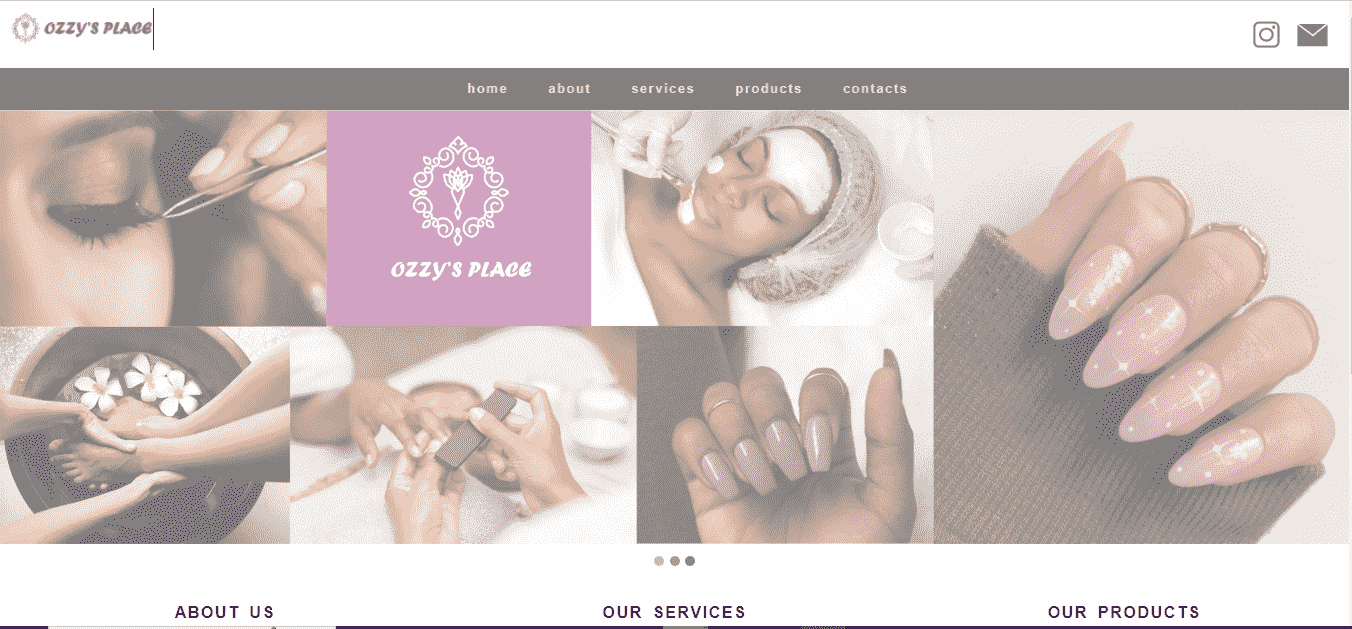 OZZY'S PLACE
home about services products contacts
OZZY'S PLACE
ABOUT US OUR SERVICES OUR PRODUCTS